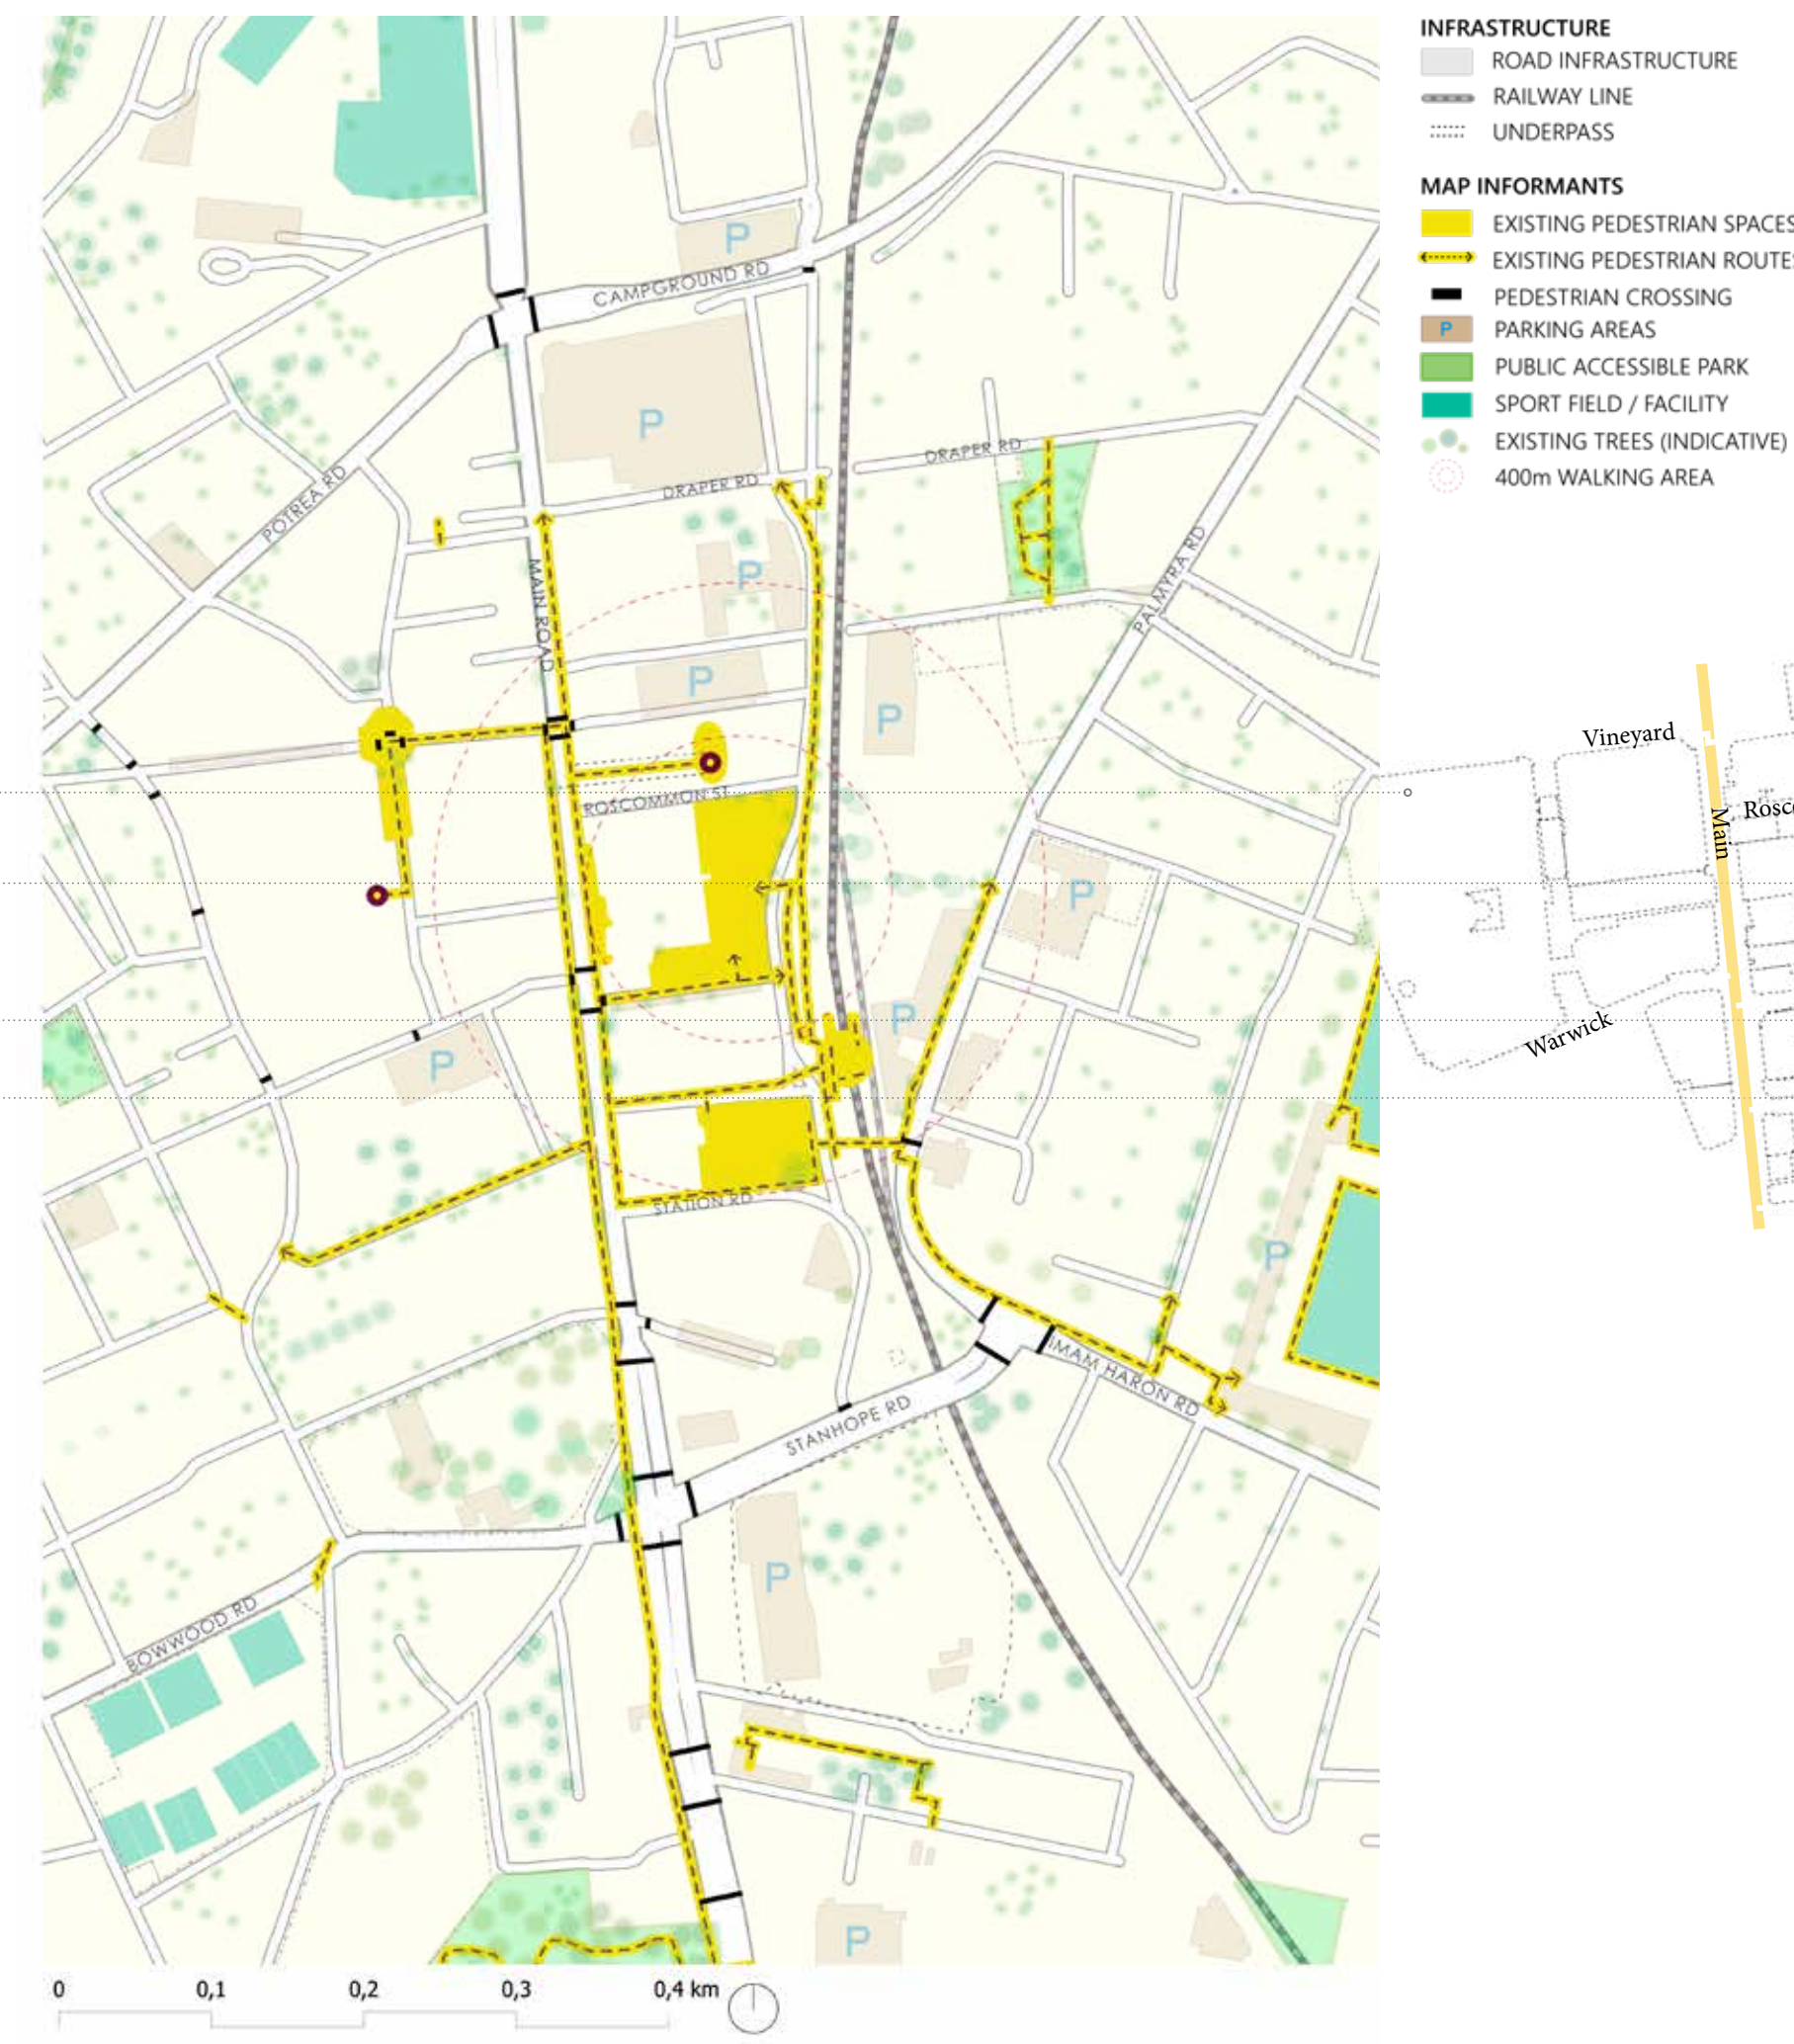 INFRASTRUCTURE
ROAD INFRASTRUCTURE
RAILWAY LINE
UNDERPASS
MAP INFORMANTS
EXISTING PEDESTRIAN SPACES
EXISTING PEDESTRIAN ROUTES
PEDESTRIAN CROSSING
P PARKING AREAS
PUBLIC ACCESSIBLE PARK
SPORT FIELD / FACILITY
EXISTING TREES (INDICATIVE)
400m WALKING AREA
P
CAMPGROUND RD
P
DRAPER RD
DRAPER RD
POTREA RD
MAIN ROAD
P
PALMYRA RD
P
P
ROSCOMMON ST
P
P
P
STATION RD
P
IMAM HARON RD
STANHOPE RD
P
BOWWOOD RD
P
Vineyard
Main
Rosc
Warwick
0 0,1 0,2 0,3 0,4 km